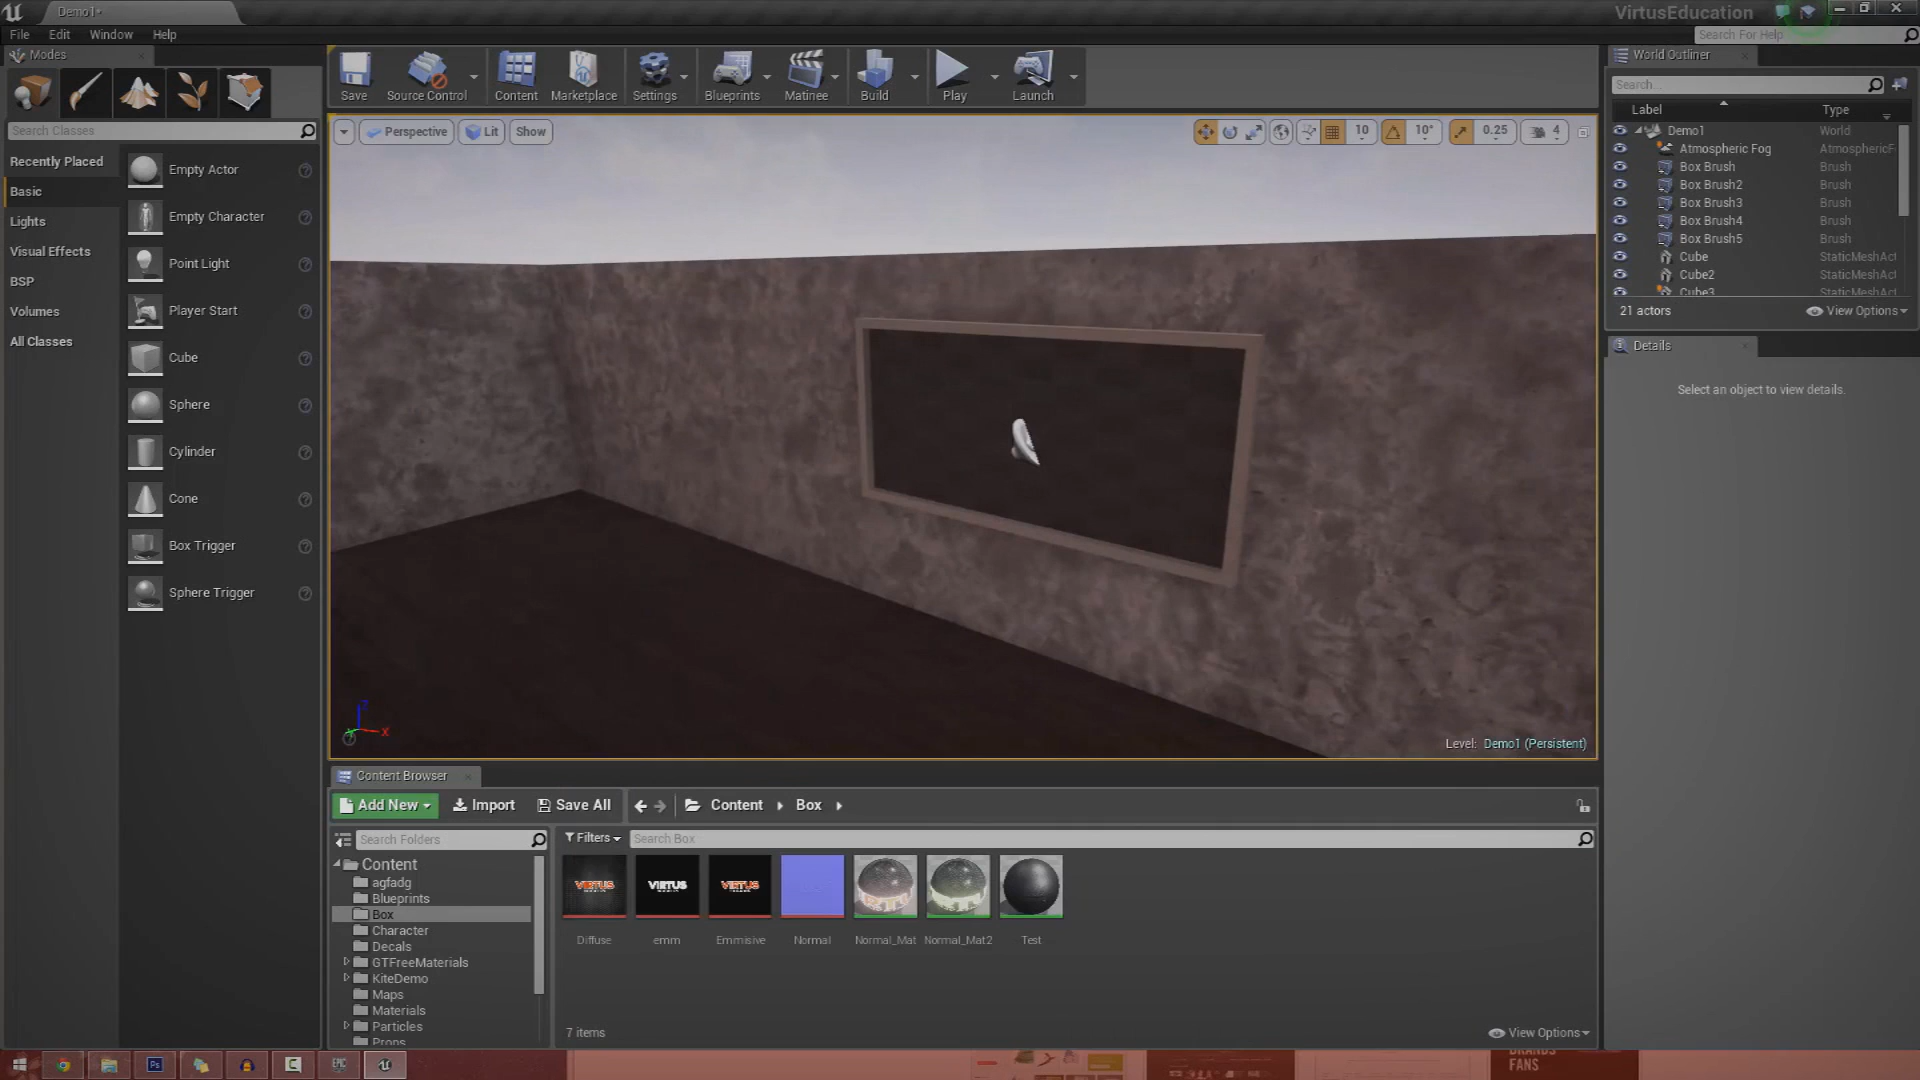 Demo1*
VirtusEducation
File Edit Window Help
Search For Help
Modes
World Outliner
Save Source Control Content Marketplace Settings Blueprints Matinee Build Play Launch
Search...
Label Type
Search Classes
Perspective Lit Show
10 10° 0.25 4
Demo1 World
Atmospheric Fog AtmosphericF
Box Brush Brush
Box Brush2 Brush
Box Brush3 Brush
Box Brush4 Brush
Box Brush5 Brush
Cube StaticMeshAct
Cube2 StaticMeshAct
Cube3 StaticMeshAct
21 actors View Options
Details
Select an object to view details.
Recently Placed
Basic
Lights
Visual Effects
BSP
Volumes
All Classes
Empty Actor
Empty Character
Point Light
Player Start
Cube
Sphere
Cylinder
Cone
Box Trigger
Sphere Trigger
Z
X
Level: Demo1 (Persistent)
Content Browser
Add New Import Save All Content Box
Search Folders
Filters Search Box
Content
agfadg
Blueprints
Box
Character
Decals
GTFreeMaterials
KiteDemo
Maps
Materials
Particles
Props
VIRTUS VIRTUS VIRTUS
Diffuse emm Emmisive Normal Normal_Mat Normal_Mat2 Test
7 items View Options
Ps
EPIC
BRANDS
FANS